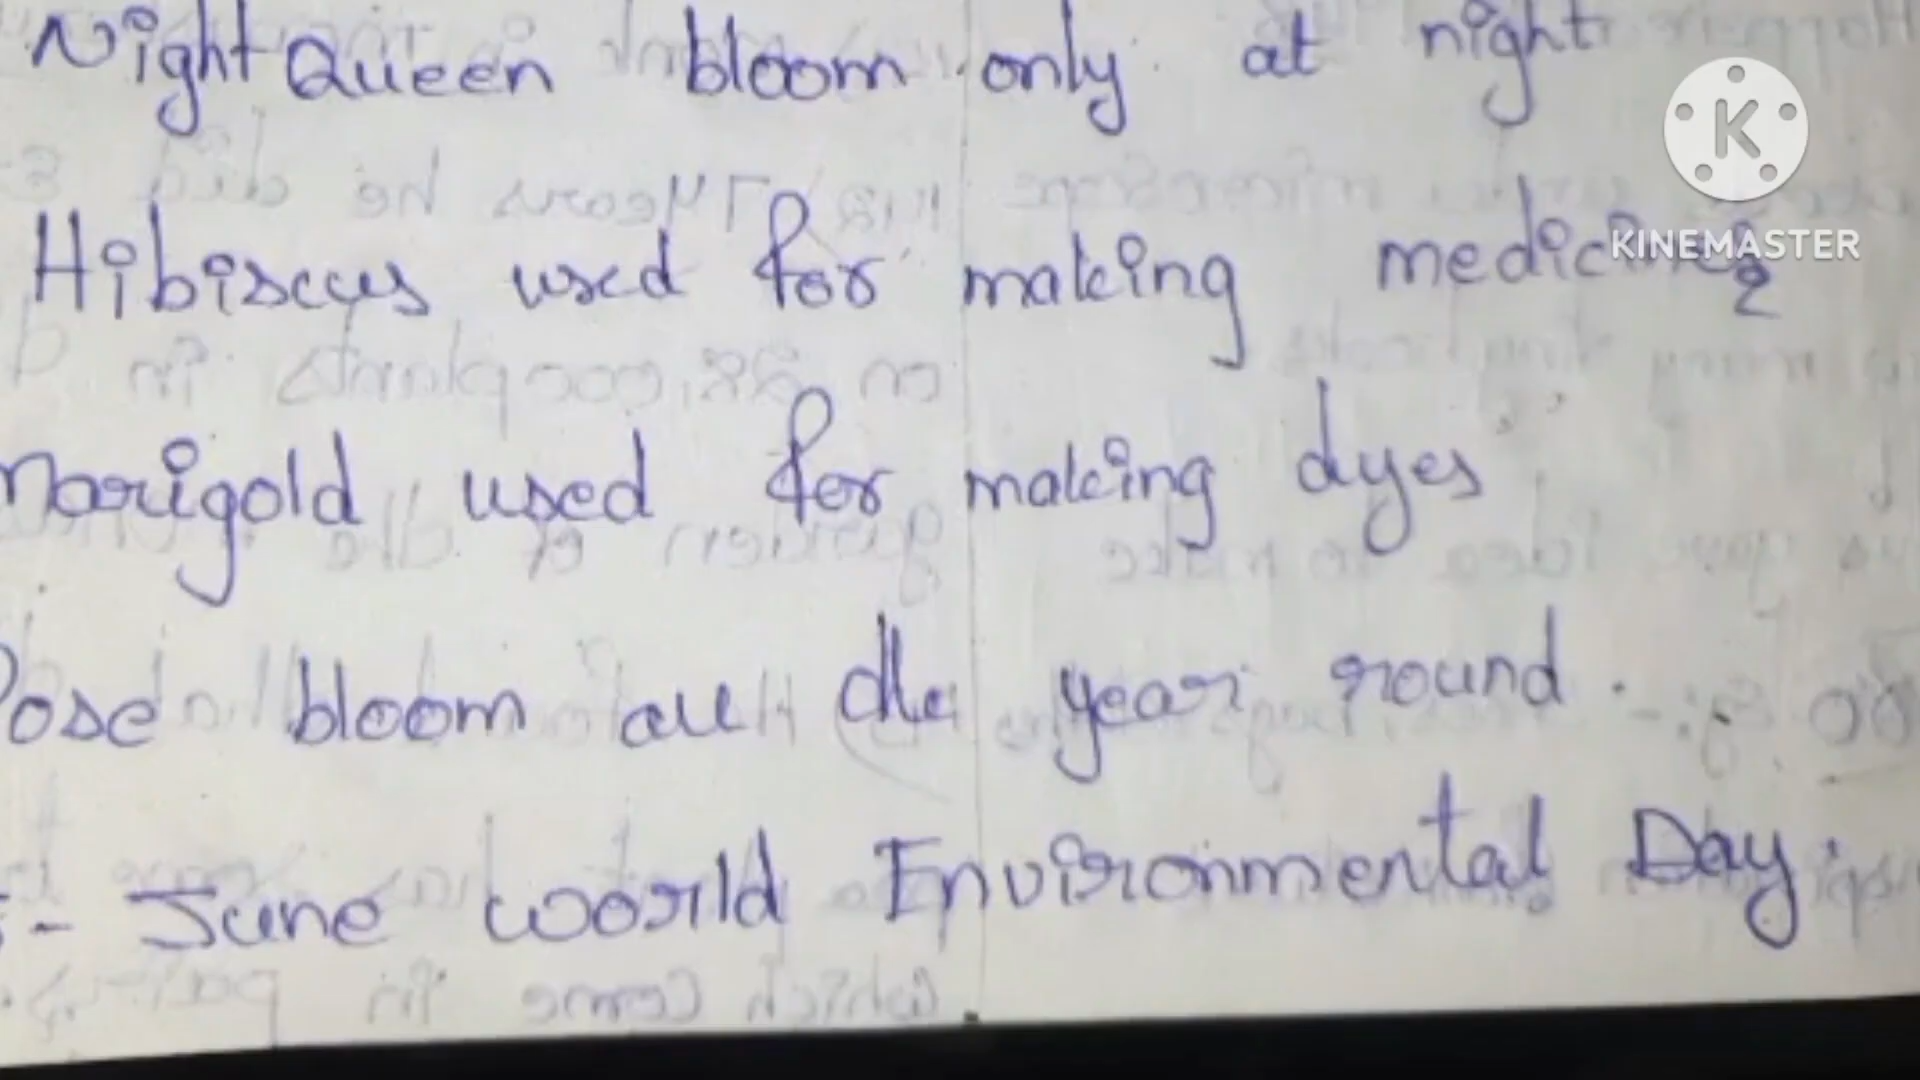 Night Queen bloom only at night
Hibiscus used for making medicines
KINEMASTER
Marigold used for making dyes
Rose bloom all the year round.
5 - June World Environmental Day.